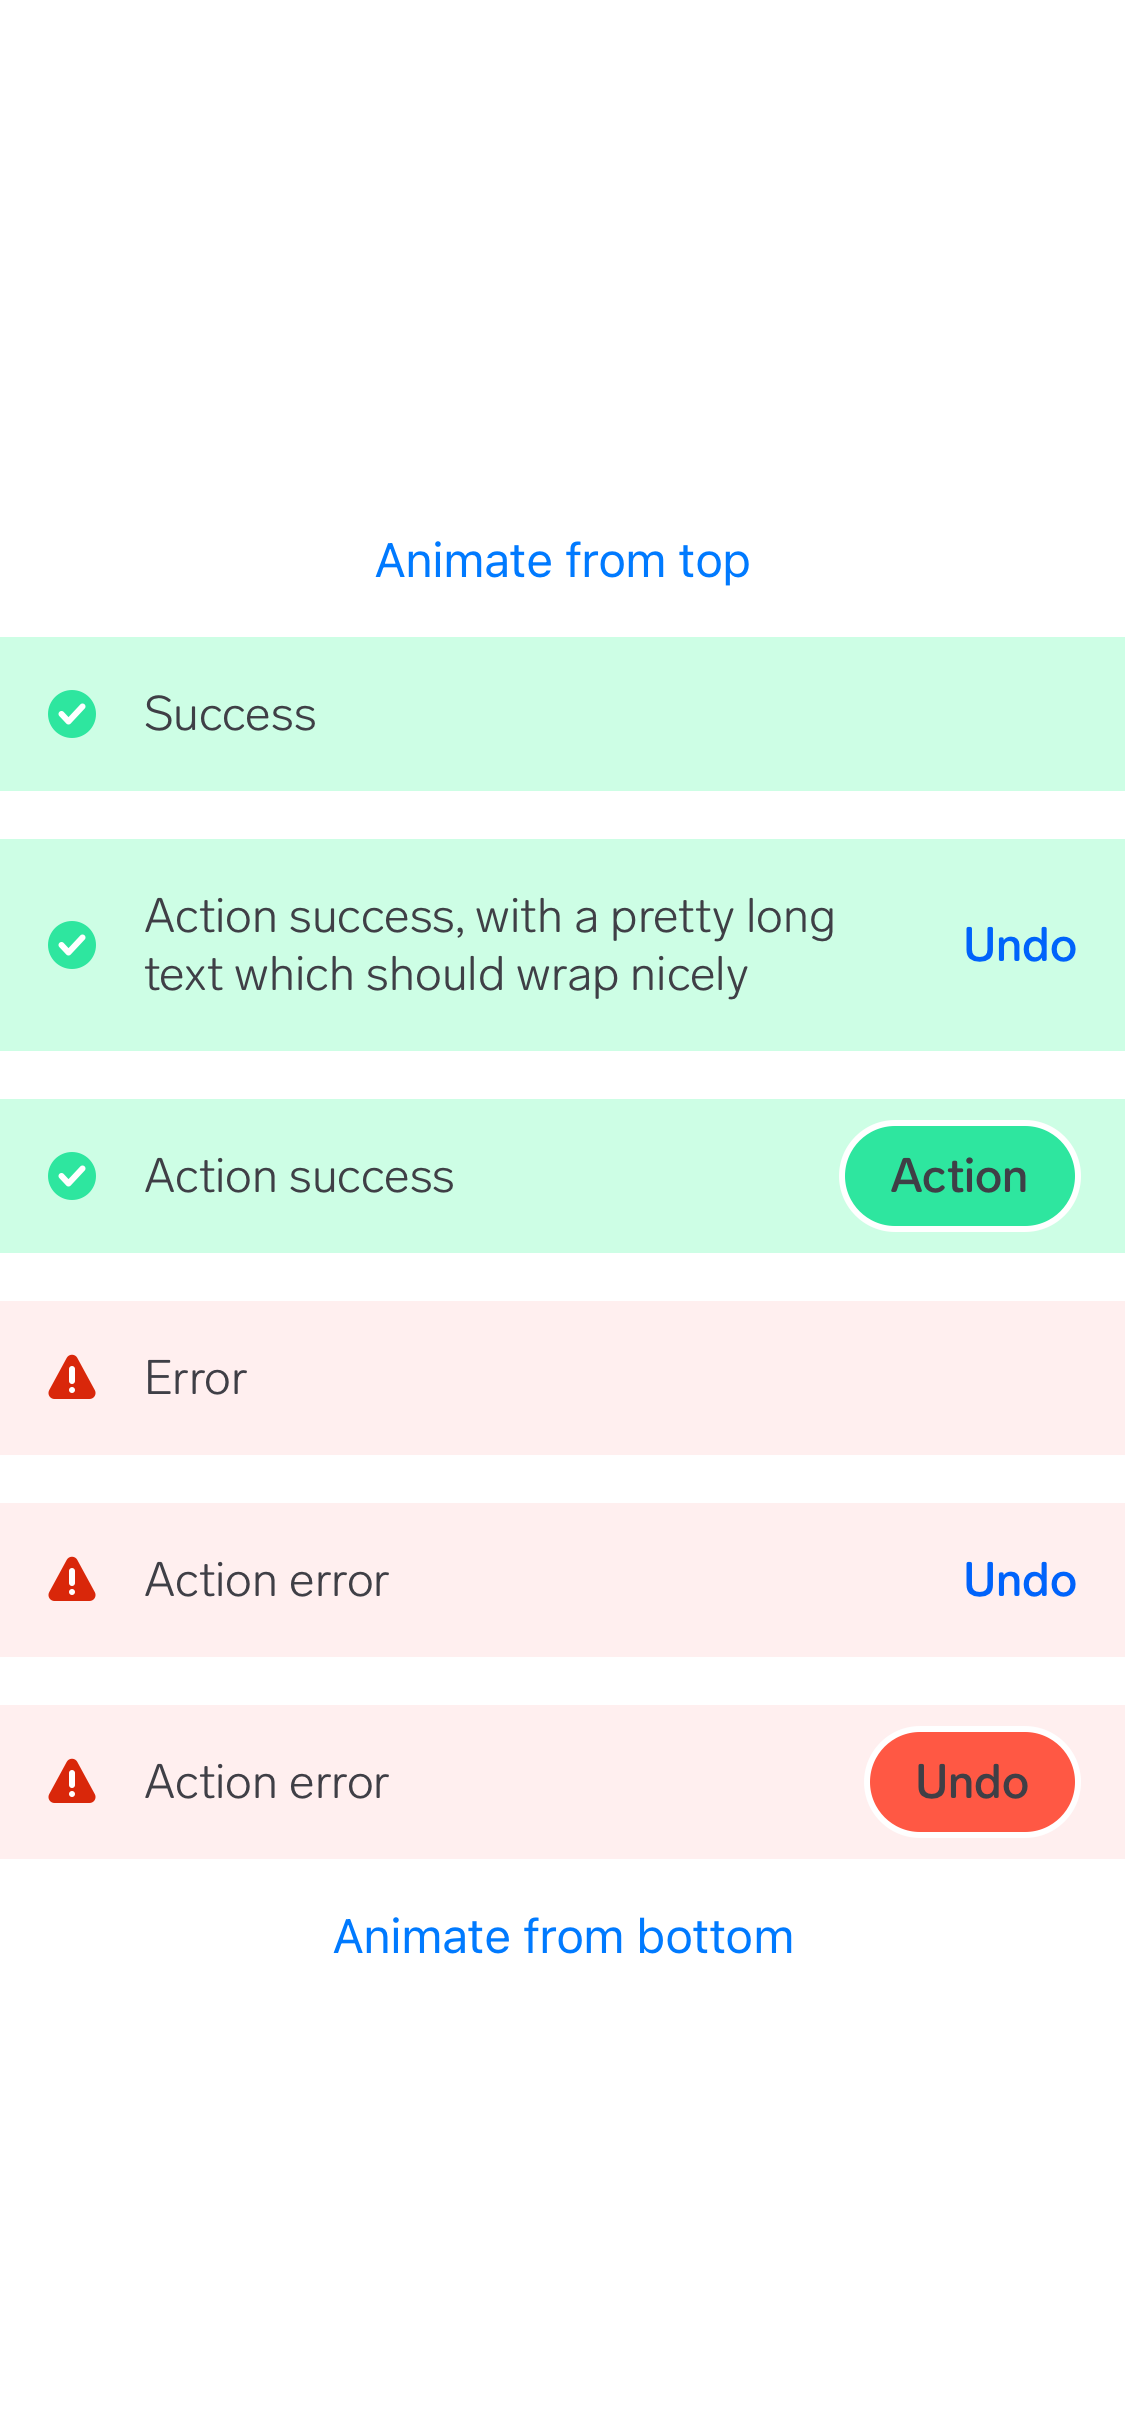 Animate from top
Success
Action success, with a pretty long
text which should wrap nicely
Undo
Action success
Action
Error
Action error
Undo
Action error
Undo
Animate from bottom